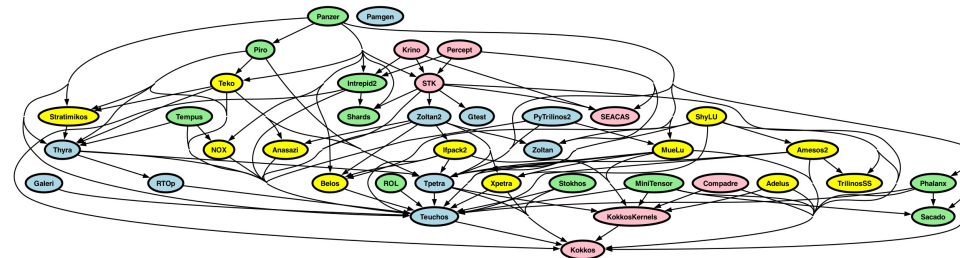 Panzer
Pamgen
Piro
Krino
Percept
Teko
Intrepid2
STK
Stratimikos
Tempus
Shards
Zoltan2
Gtest
PyTrilinos2
SEACAS
ShyLU
Thyra
NOX
Anasazi
Ifpack2
Zoltan
MueLu
Amesos2
Galeri
RTOp
Belos
ROL
Tpetra
Xpetra
Stokhos
MiniTensor
Compadre
Adelus
TrilinosSS
Phalanx
Teuchos
KokkosKernels
Sacado
Kokkos